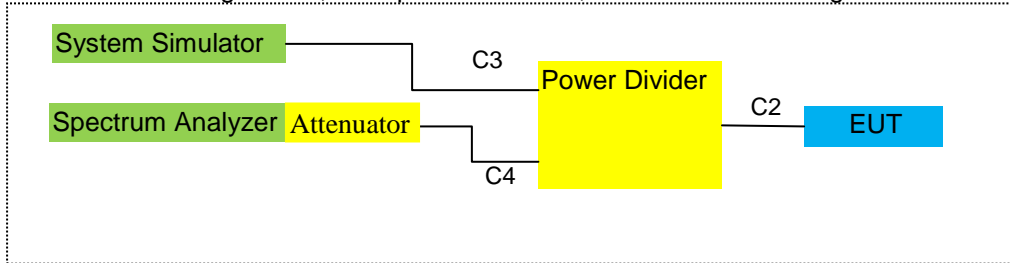 System Simulator
C3
Power Divider
C2
Spectrum Analyzer Attenuator
EUT
C4